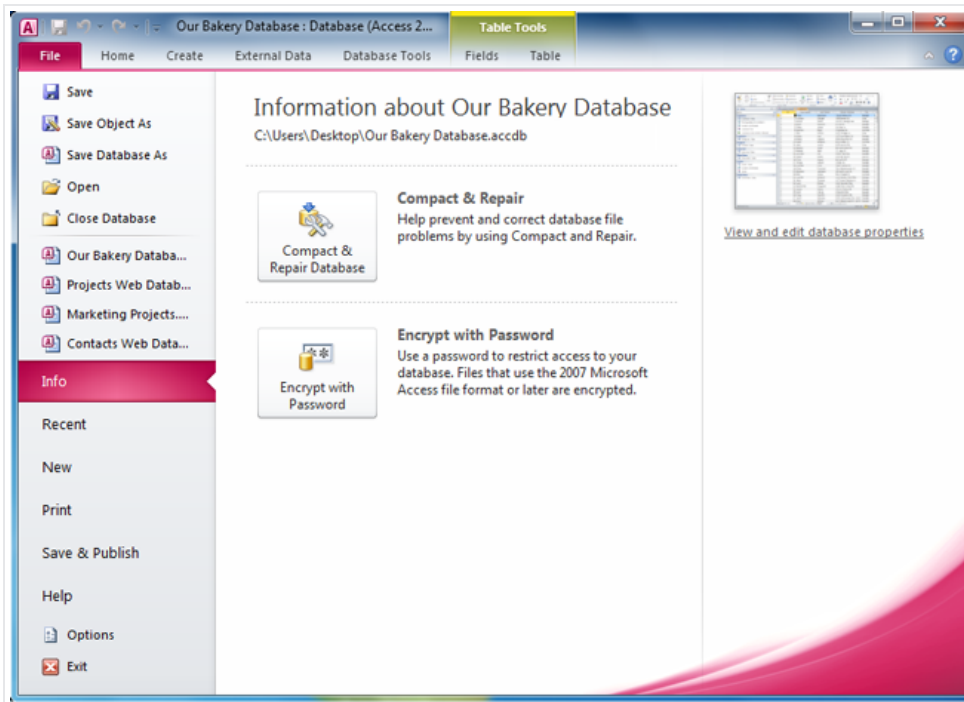 Our Bakery Database : Database (Access 2...
Table Tools
File
Home
Create
External Data
Database Tools
Fields
Table
Save
Save Object As
Save Database As
Open
Close Database
Our Bakery Databa...
Projects Web Datab...
Marketing Projects....
Contacts Web Data...
Info
Recent
New
Print
Save & Publish
Help
Options
Exit
Information about Our Bakery Database
C:\Users\Desktop\Our Bakery Database.accdb
Compact &
Repair Database
Compact & Repair
Help prevent and correct database file
problems by using Compact and Repair.
Encrypt with
Password
Encrypt with Password
Use a password to restrict access to your
database. Files that use the 2007 Microsoft
Access file format or later are encrypted.
View and edit database properties